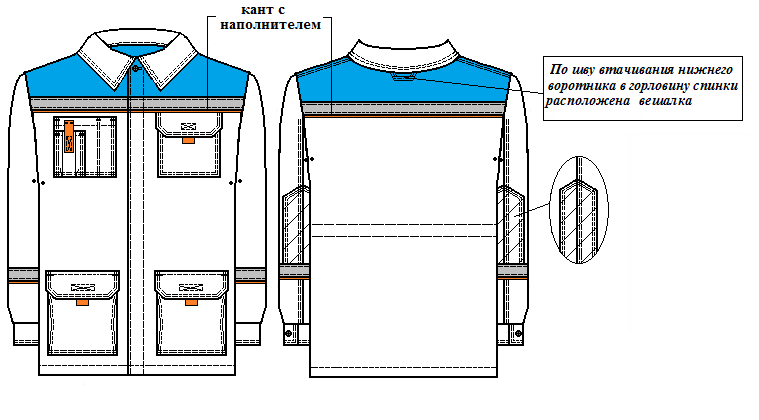 кант с
наполнителем
По шву втачивания нижнего
воротника в горловину спинки
расположена вешалка